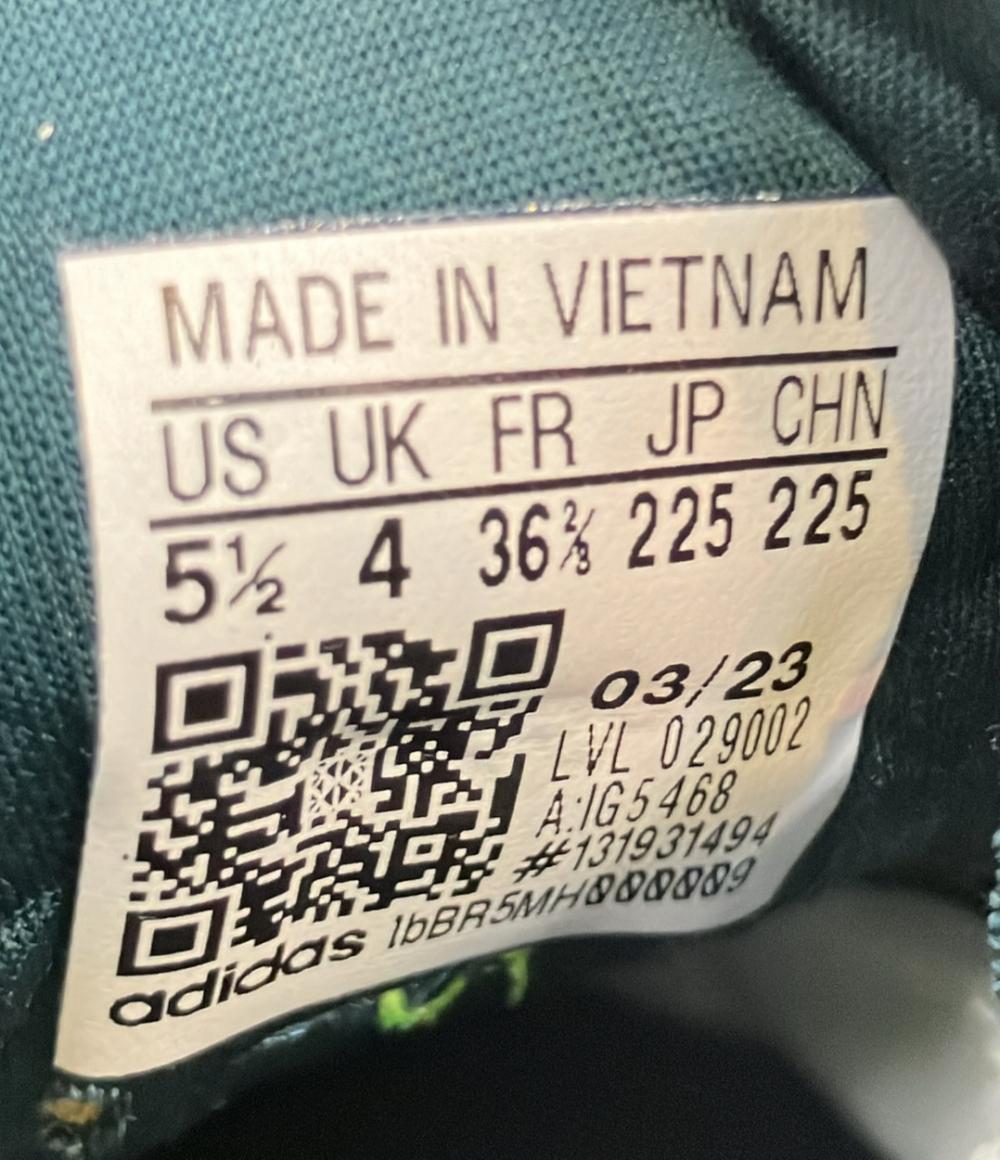 MADE IN VIETNAM
US UK FR JP CHN
5½ 4 36⅔ 225 225
03/23
LVL 029002
A:IG5468
#131931494
adidas lbBR5MH000009